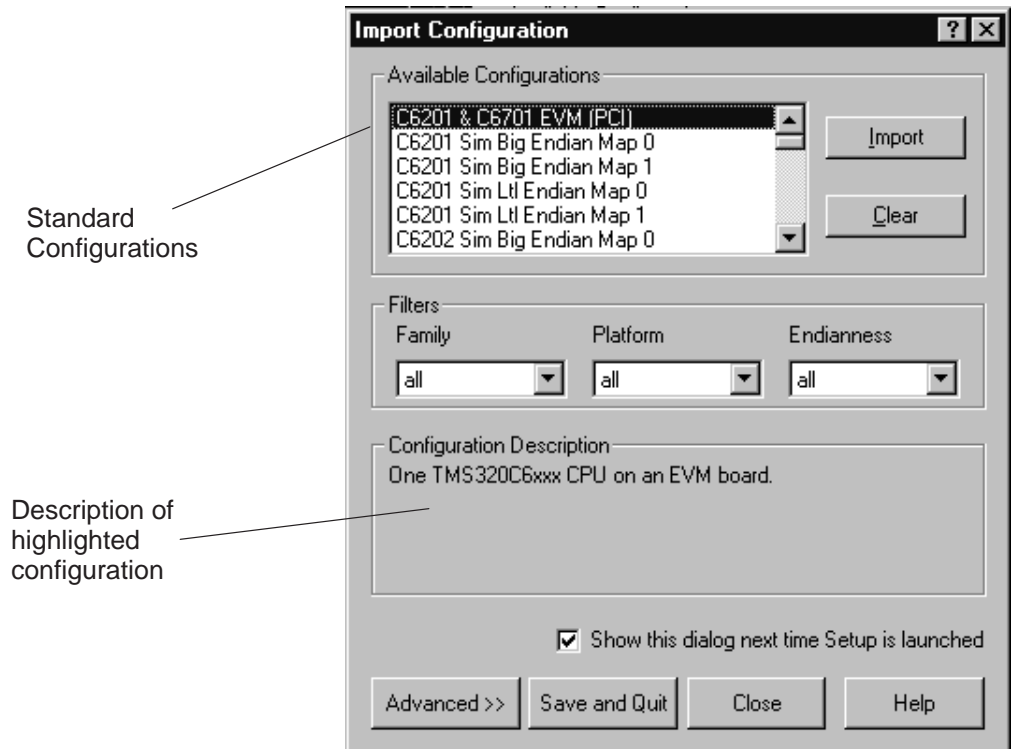 Import Configuration
Available Configurations
C6201 & C6701 EVM (PCI)
C6201 Sim Big Endian Map 0
C6201 Sim Big Endian Map 1
C6201 Sim Ltl Endian Map 0
C6201 Sim Ltl Endian Map 1
C6202 Sim Big Endian Map 0
Import
Clear
Standard
Configurations
Filters
Family
Platform
Endianness
all
all
all
Configuration Description
One TMS320C6xxx CPU on an EVM board.
Description of
highlighted
configuration
Show this dialog next time Setup is launched
Advanced >>
Save and Quit
Close
Help